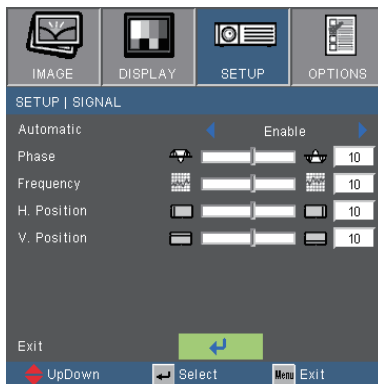 IMAGE DISPLAY SETUP OPTIONS
SETUP | SIGNAL
Automatic Enable
Phase 10
Frequency 10
H. Position 10
V. Position 10
Exit
UpDown Select Menu Exit